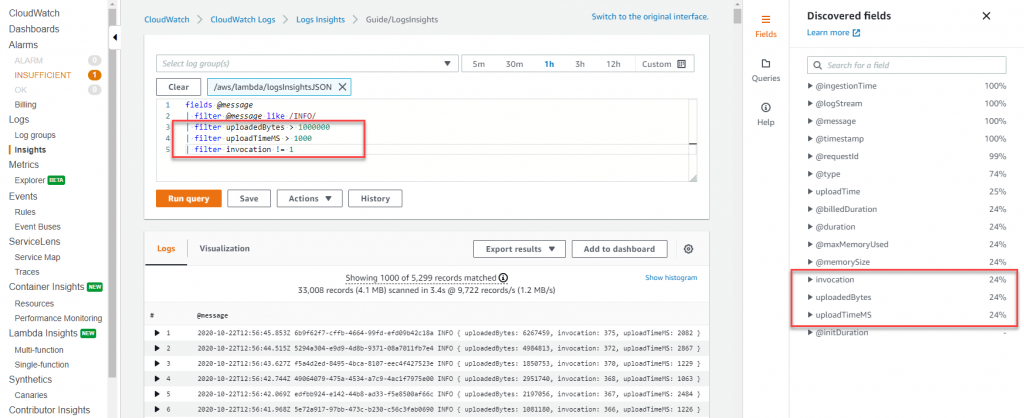 CloudWatch
Dashboards
Alarms
ALARM 0
INSUFFICIENT 1
OK 0
Billing
Logs
Log groups
Insights
Metrics
Explorer BETA
Events
Rules
Event Buses
ServiceLens
Service Map
Traces
Container Insights NEW
Resources
Performance Monitoring
Lambda Insights NEW
Multi-function
Single-function
Synthetics
Canaries
Contributor Insights
CloudWatch > CloudWatch Logs > Logs Insights > Guide/LogsInsights
Switch to the original interface.
Select log group(s)
5m 30m 1h 3h 12h Custom
Clear /aws/lambda/logsInsightsJSON X
1 fields @message
2 | filter @message like /INFO/
3 | filter uploadedBytes > 1000000
4 | filter uploadTimeMS > 1000
5 | filter invocation != 1
Run query Save Actions History
Logs Visualization
Export results Add to dashboard
Showing 1000 of 5,299 records matched
33,008 records (4.1 MB) scanned in 3.4s @ 9,722 records/s (1.2 MB/s)
Show histogram
# @message
1 2020-10-22T12:56:45.853Z 6b9f62f7-cffb-4664-99fd-efd09b42c18a INFO { uploadedBytes: 6267459, invocation: 375, uploadTimeMS: 2082 }
2 2020-10-22T12:56:44.515Z 5294a304-e9d9-4d8b-9371-08a7011fb7e4 INFO { uploadedBytes: 4984813, invocation: 372, uploadTimeMS: 2867 }
3 2020-10-22T12:56:43.627Z f5a4d2ed-8495-4bca-8107-eec4f427523e INFO { uploadedBytes: 1850753, invocation: 370, uploadTimeMS: 1229 }
4 2020-10-22T12:56:42.744Z 49064079-475a-4534-a7c9-4ac1f7975e00 INFO { uploadedBytes: 2951740, invocation: 368, uploadTimeMS: 1063 }
5 2020-10-22T12:56:42.069Z edfbb924-e142-44b8-ad33-f5e8500af66c INFO { uploadedBytes: 2197056, invocation: 367, uploadTimeMS: 2484 }
6 2020-10-22T12:56:41.968Z 5e72a917-97bb-473c-b230-c56c3fab0690 INFO { uploadedBytes: 1081180, invocation: 366, uploadTimeMS: 1226 }
Fields
Queries
Help
Discovered fields
Learn more
Search for a field
@ingestionTime 100%
@logStream 100%
@message 100%
@timestamp 100%
@requestId 99%
@type 74%
uploadTime 25%
@billedDuration 24%
@duration 24%
@maxMemoryUsed 24%
@memorySize 24%
invocation 24%
uploadedBytes 24%
uploadTimeMS 24%
@initDuration -